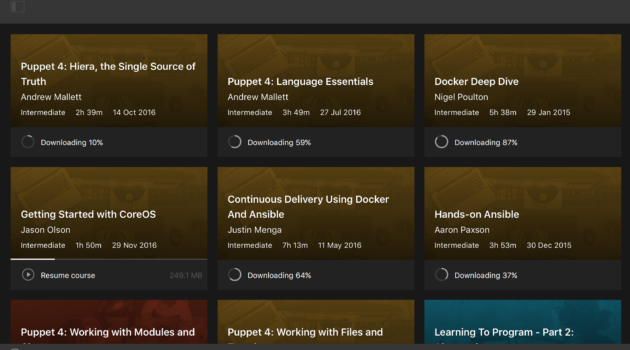 Puppet 4: Hiera, the Single Source of
Truth
Andrew Mallett
Intermediate 2h 39m 14 Oct 2016
Downloading 10%
Puppet 4: Language Essentials
Andrew Mallett
Intermediate 3h 49m 27 Jul 2016
Downloading 59%
Docker Deep Dive
Nigel Poulton
Intermediate 5h 38m 29 Jan 2015
Downloading 87%
Getting Started with CoreOS
Jason Olson
Intermediate 1h 50m 29 Nov 2016
Resume course 249.1 MB
Continuous Delivery Using Docker
And Ansible
Justin Menga
Intermediate 7h 13m 11 May 2016
Downloading 64%
Hands-on Ansible
Aaron Paxson
Intermediate 3h 53m 30 Dec 2015
Downloading 37%
Puppet 4: Working with Modules and
Puppet 4: Working with Files and
Learning To Program - Part 2: